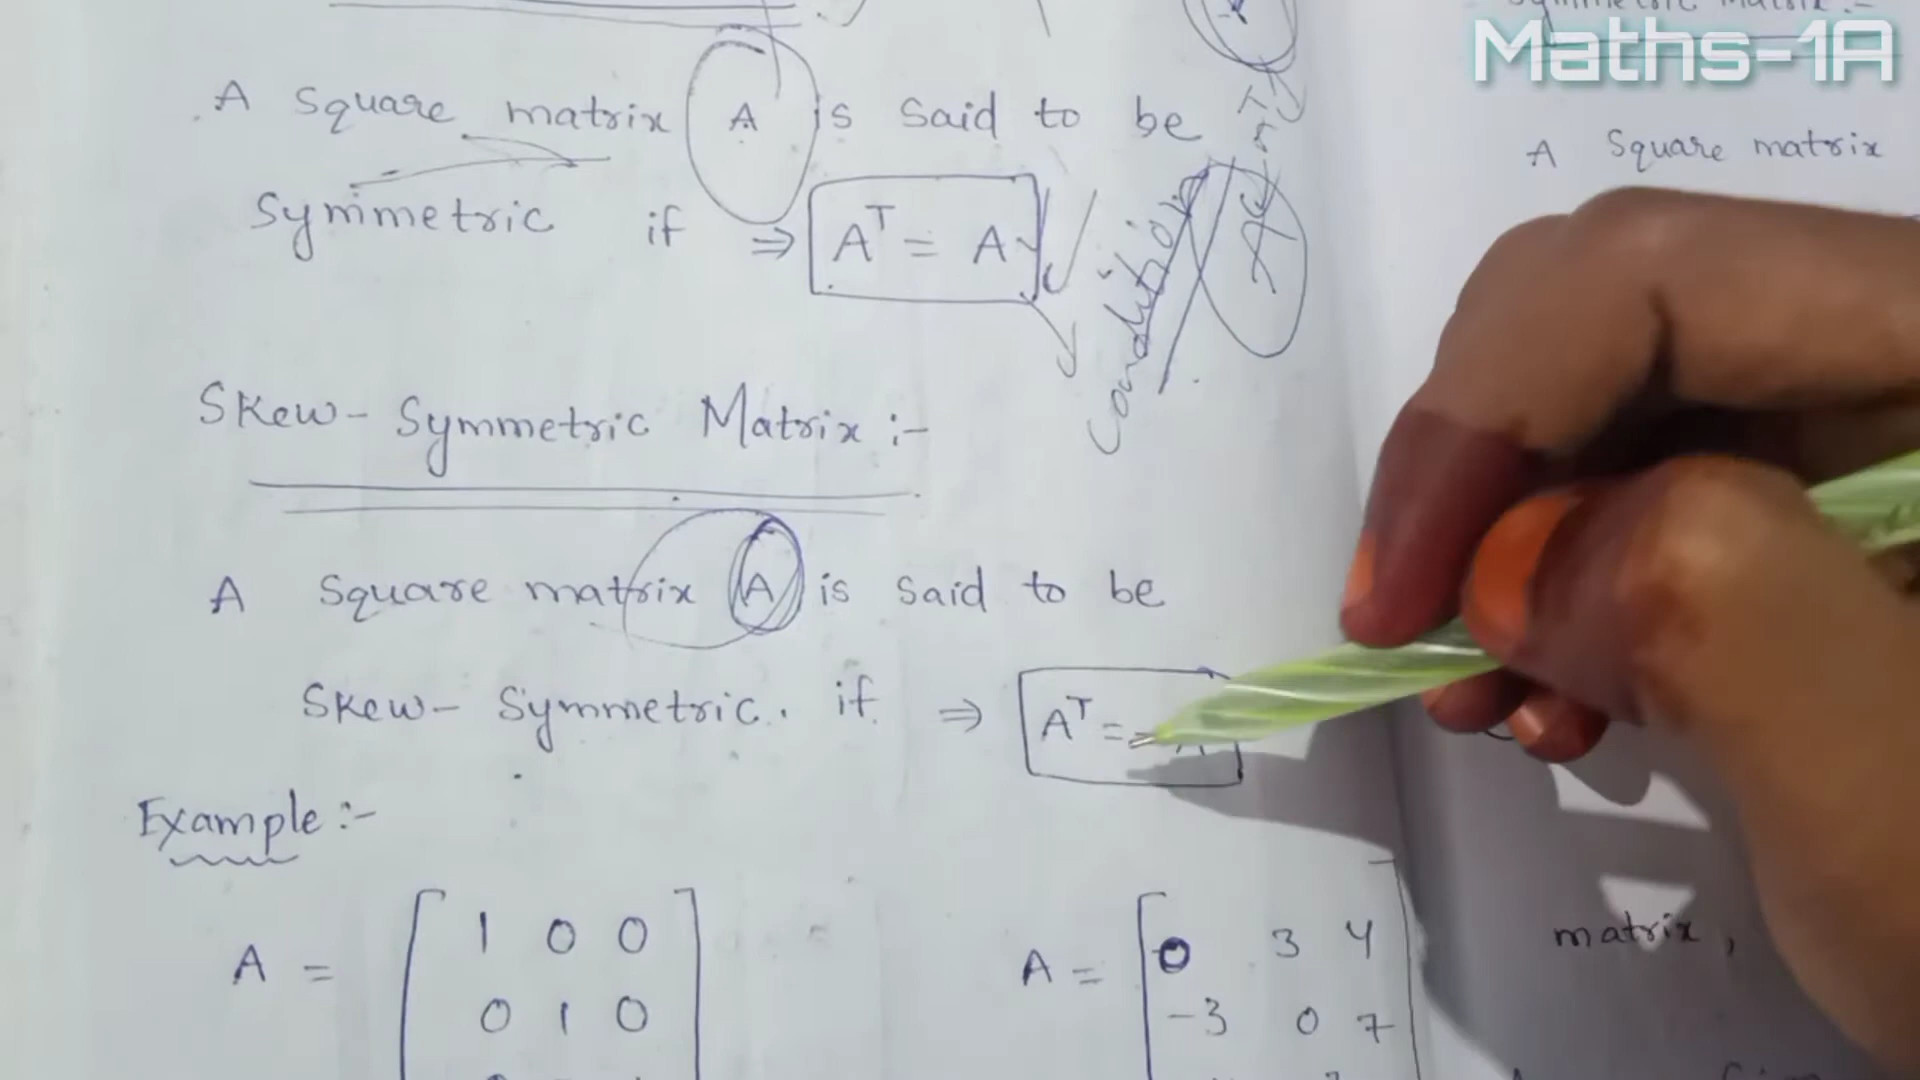 Maths-1A
A Square matrix A is said to be
Symmetric if ⇒ Aᵀ = A
Condition
Skew-Symmetric Matrix :-
A Square matrix A is said to be
Skew-Symmetric. if ⇒ Aᵀ = - A
Example :-
A = [ 1 0 0
0 1 0
A = [ 0 3 4
-3 0 7
A Square matrix
matrix,